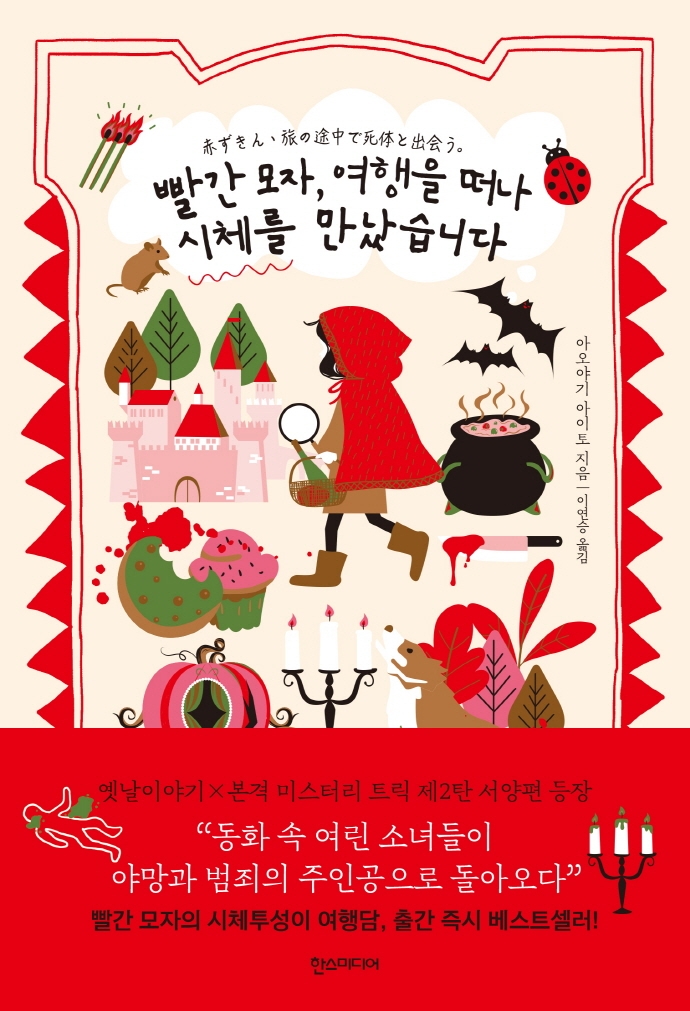 赤ずきん、旅の途中で死体と出会う。
빨간 모자, 여행을 떠나
시체를 만났습니다
아오야기 아이토 지음 | 이연승 옮김
옛날이야기×본격 미스터리 트릭 제2탄 서양편 등장
“동화 속 여린 소녀들이
야망과 범죄의 주인공으로 돌아오다”
빨간 모자의 시체투성이 여행담, 출간 즉시 베스트셀러!
한스미디어